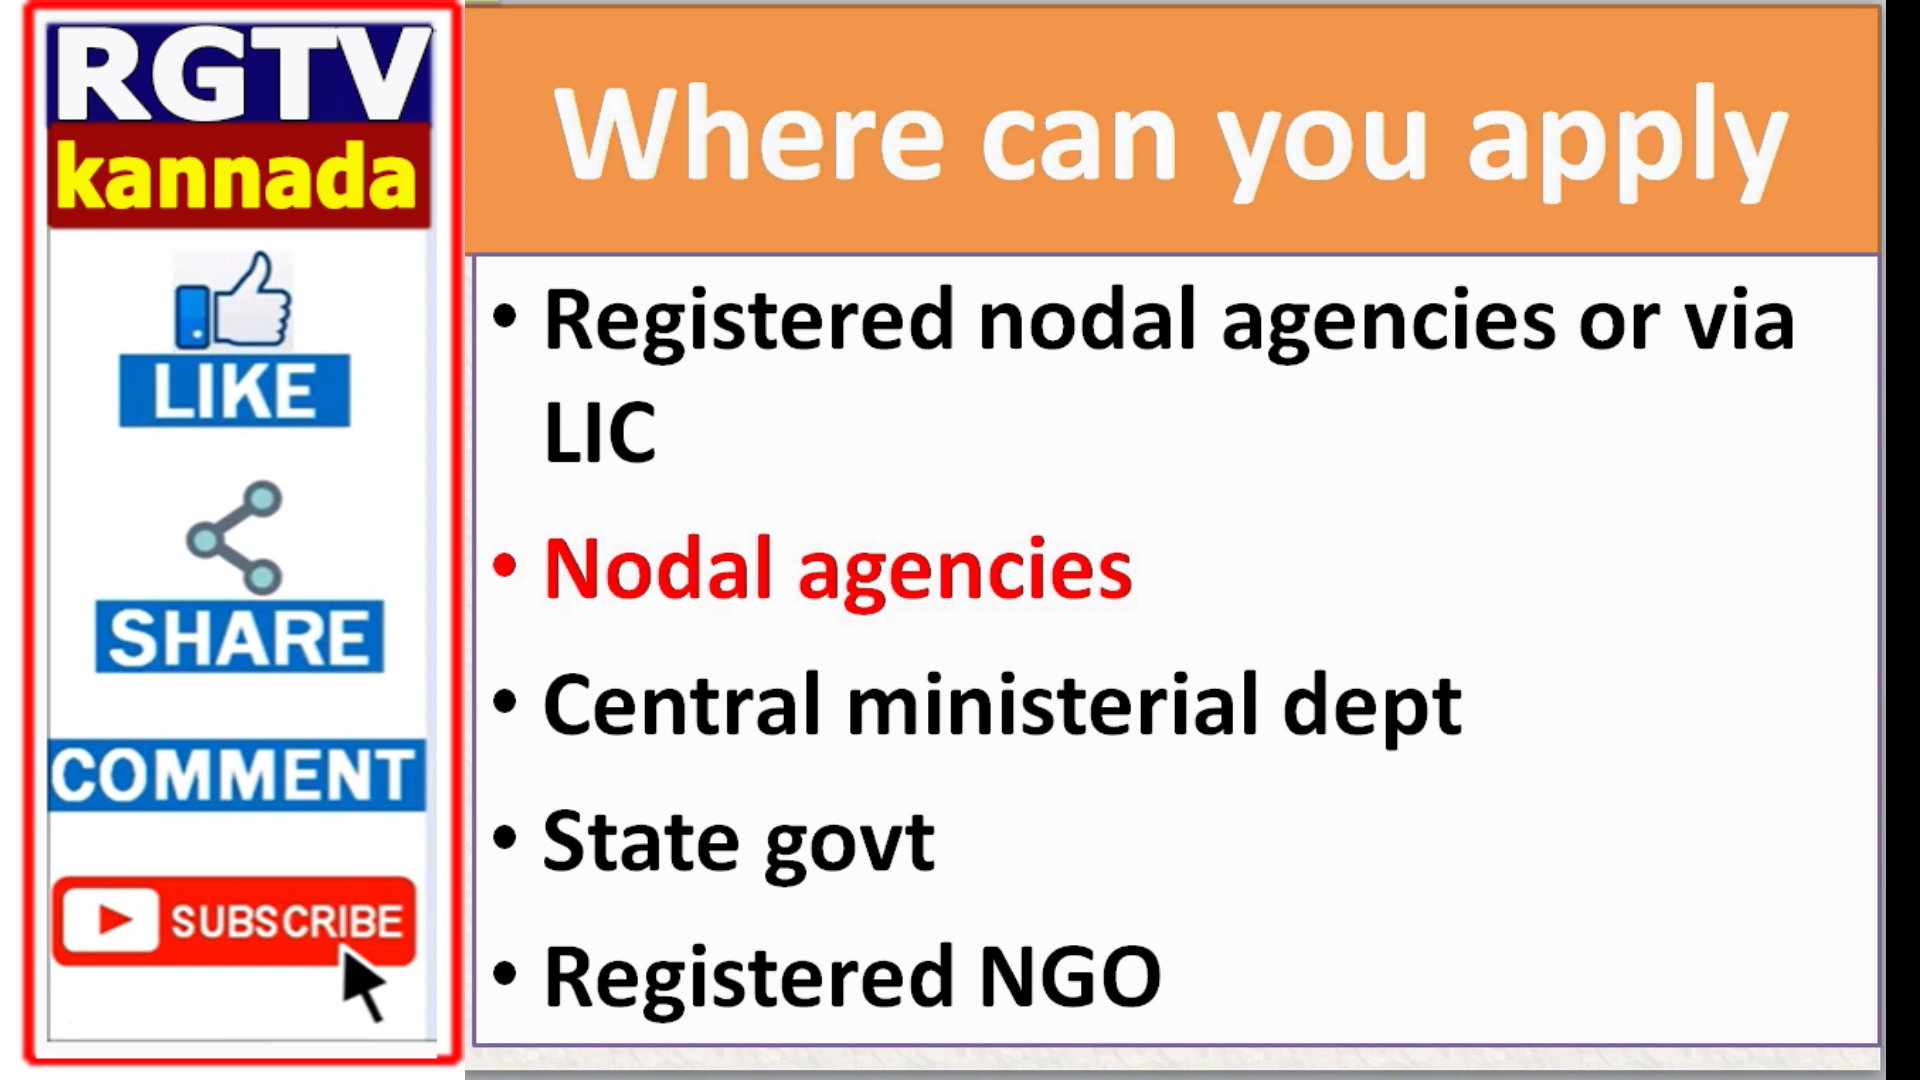 RGTV
kannada
LIKE
SHARE
COMMENT
SUBSCRIBE
Where can you apply
• Registered nodal agencies or via
LIC
• Nodal agencies
• Central ministerial dept
• State govt
• Registered NGO